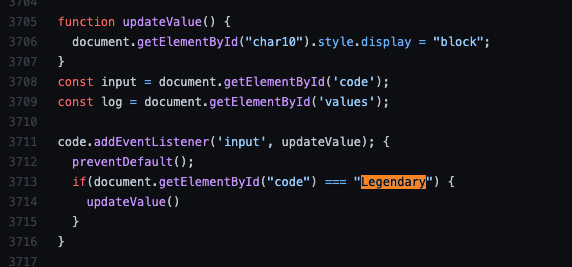 3704
3705 function updateValue() {
3706 document.getElementById("char10").style.display = "block";
3707 }
3708 const input = document.getElementById('code');
3709 const log = document.getElementById('values');
3710
3711 code.addEventListener('input', updateValue); {
3712 preventDefault();
3713 if(document.getElementById("code") === "Legendary") {
3714 updateValue()
3715 }
3716 }
3717